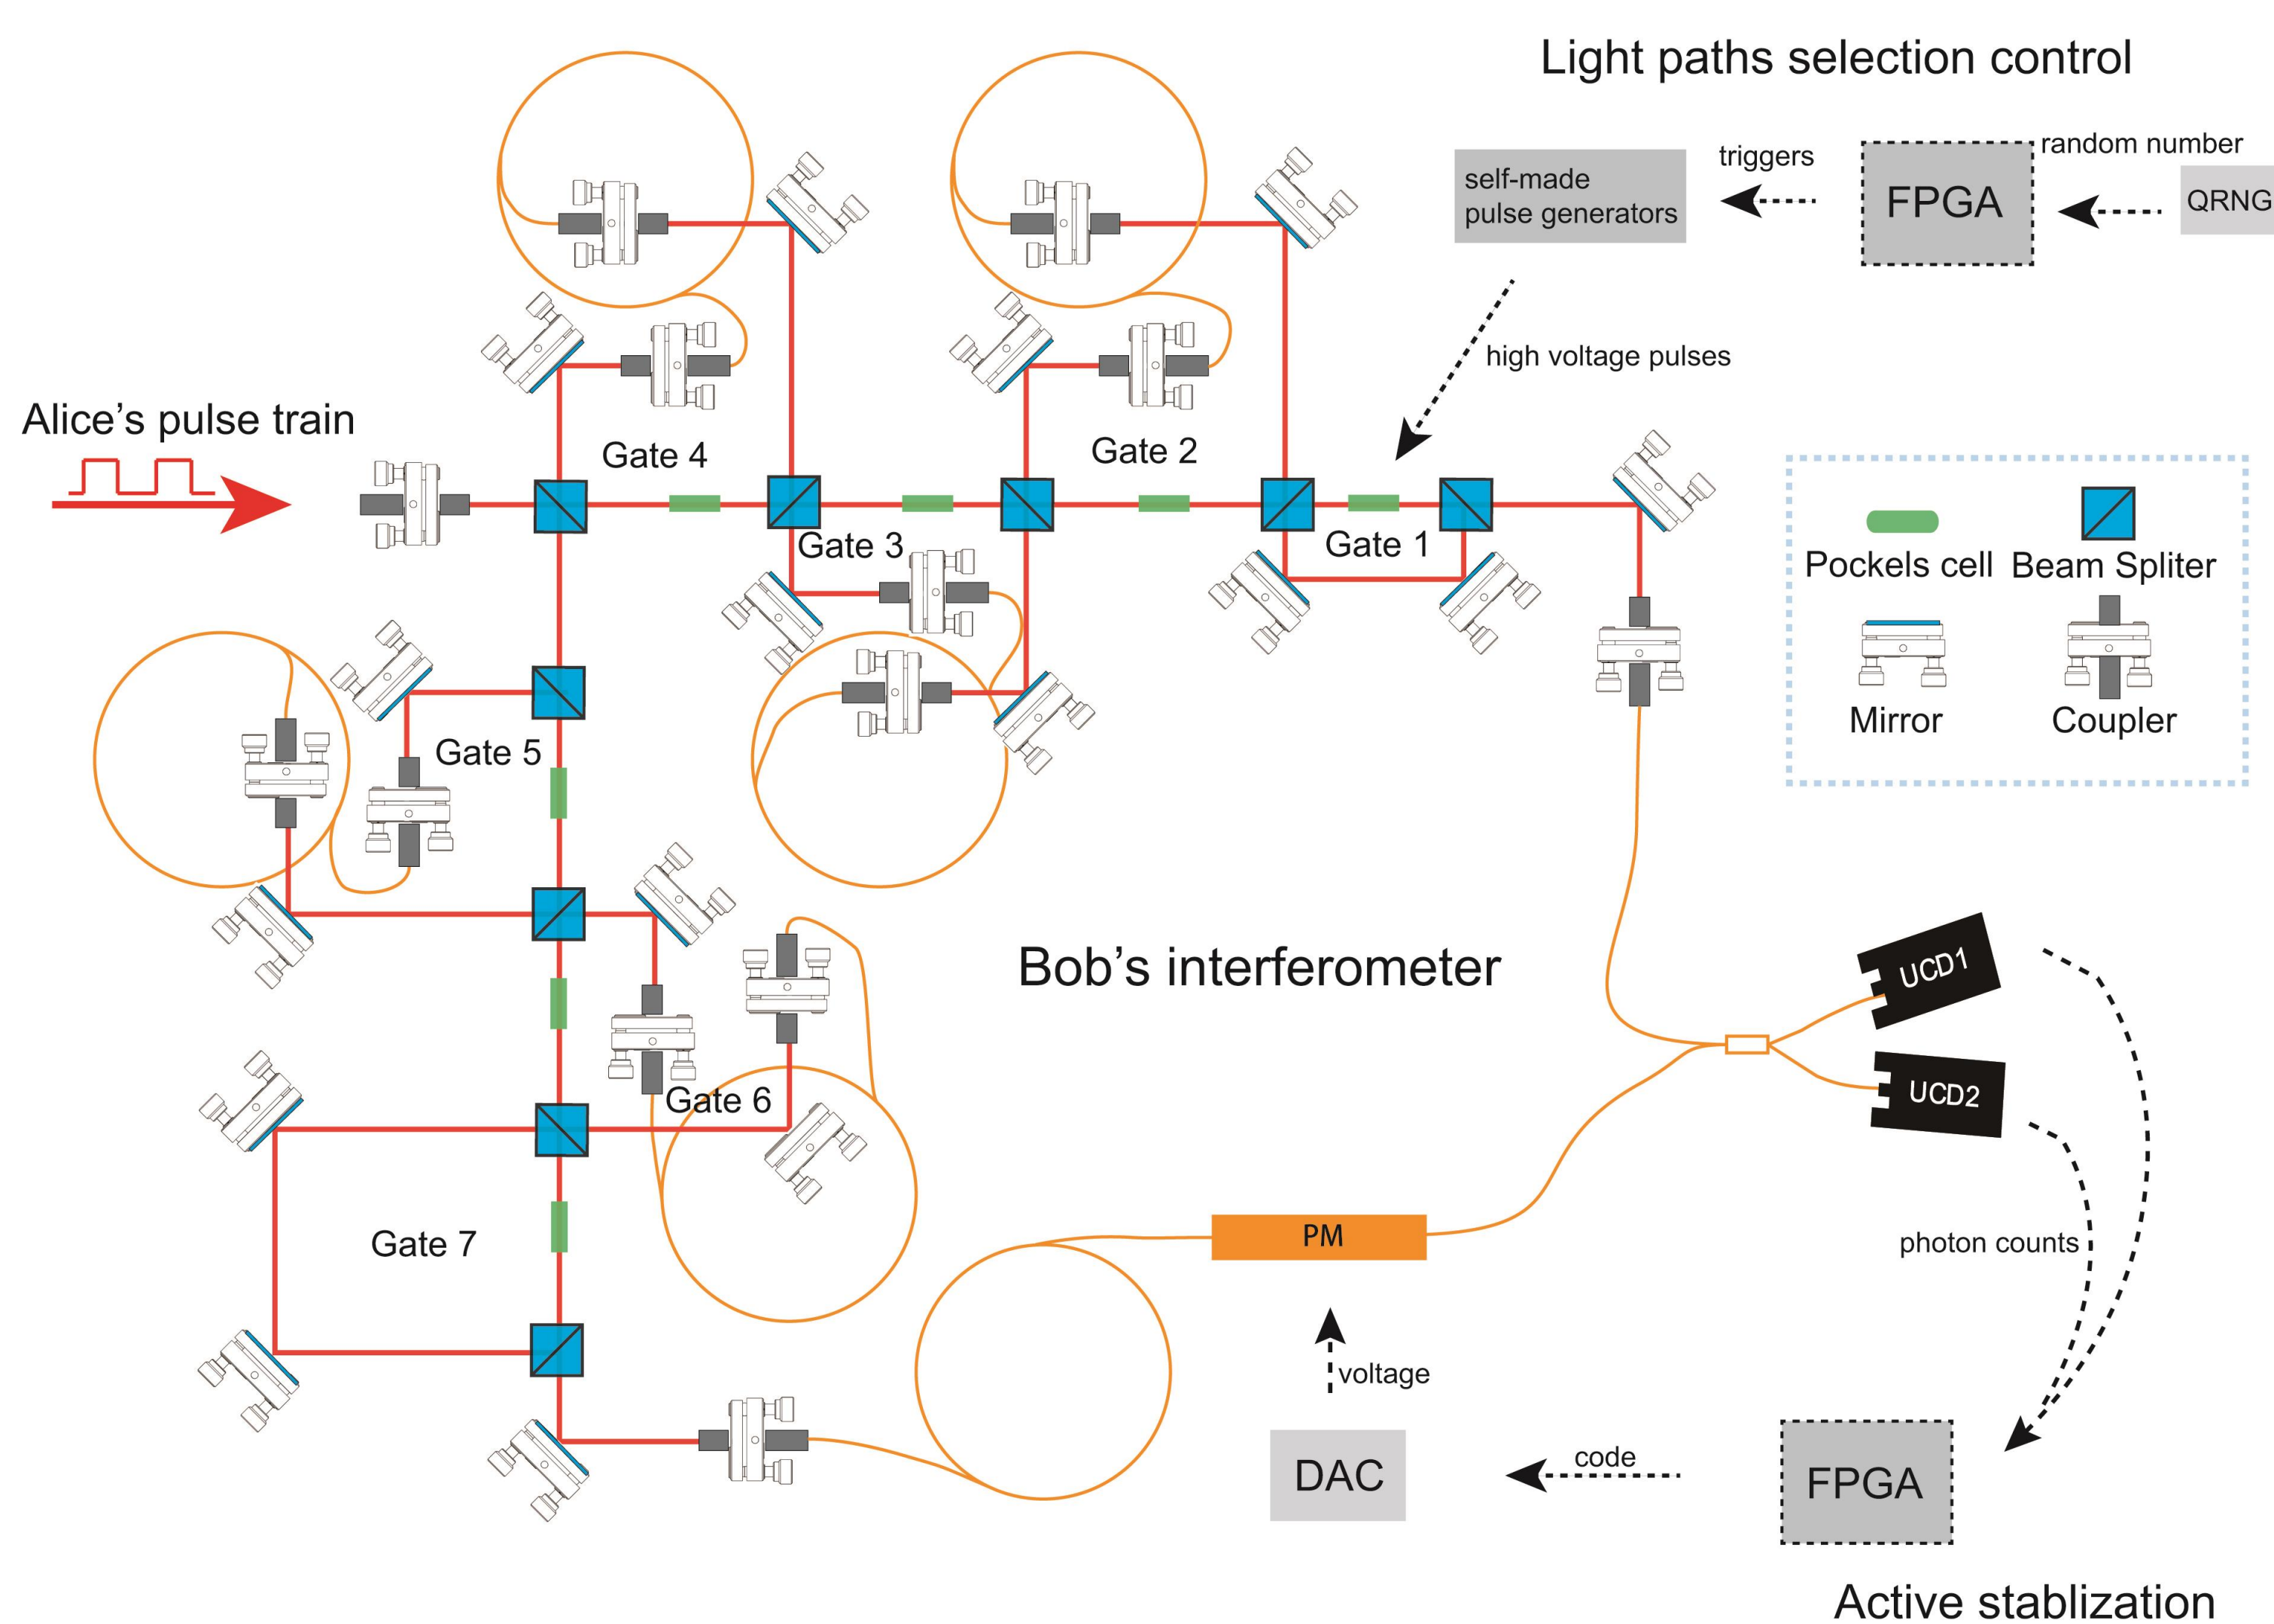 Light paths selection control
self-made
pulse generators
triggers
FPGA
random number
QRNG
high voltage pulses
Alice's pulse train
Gate 4
Gate 2
Gate 3
Gate 1
Pockels cell
Beam Spliter
Mirror
Coupler
Gate 5
Bob's interferometer
UCD1
UCD2
Gate 6
Gate 7
PM
photon counts
voltage
DAC
code
FPGA
Active stablization